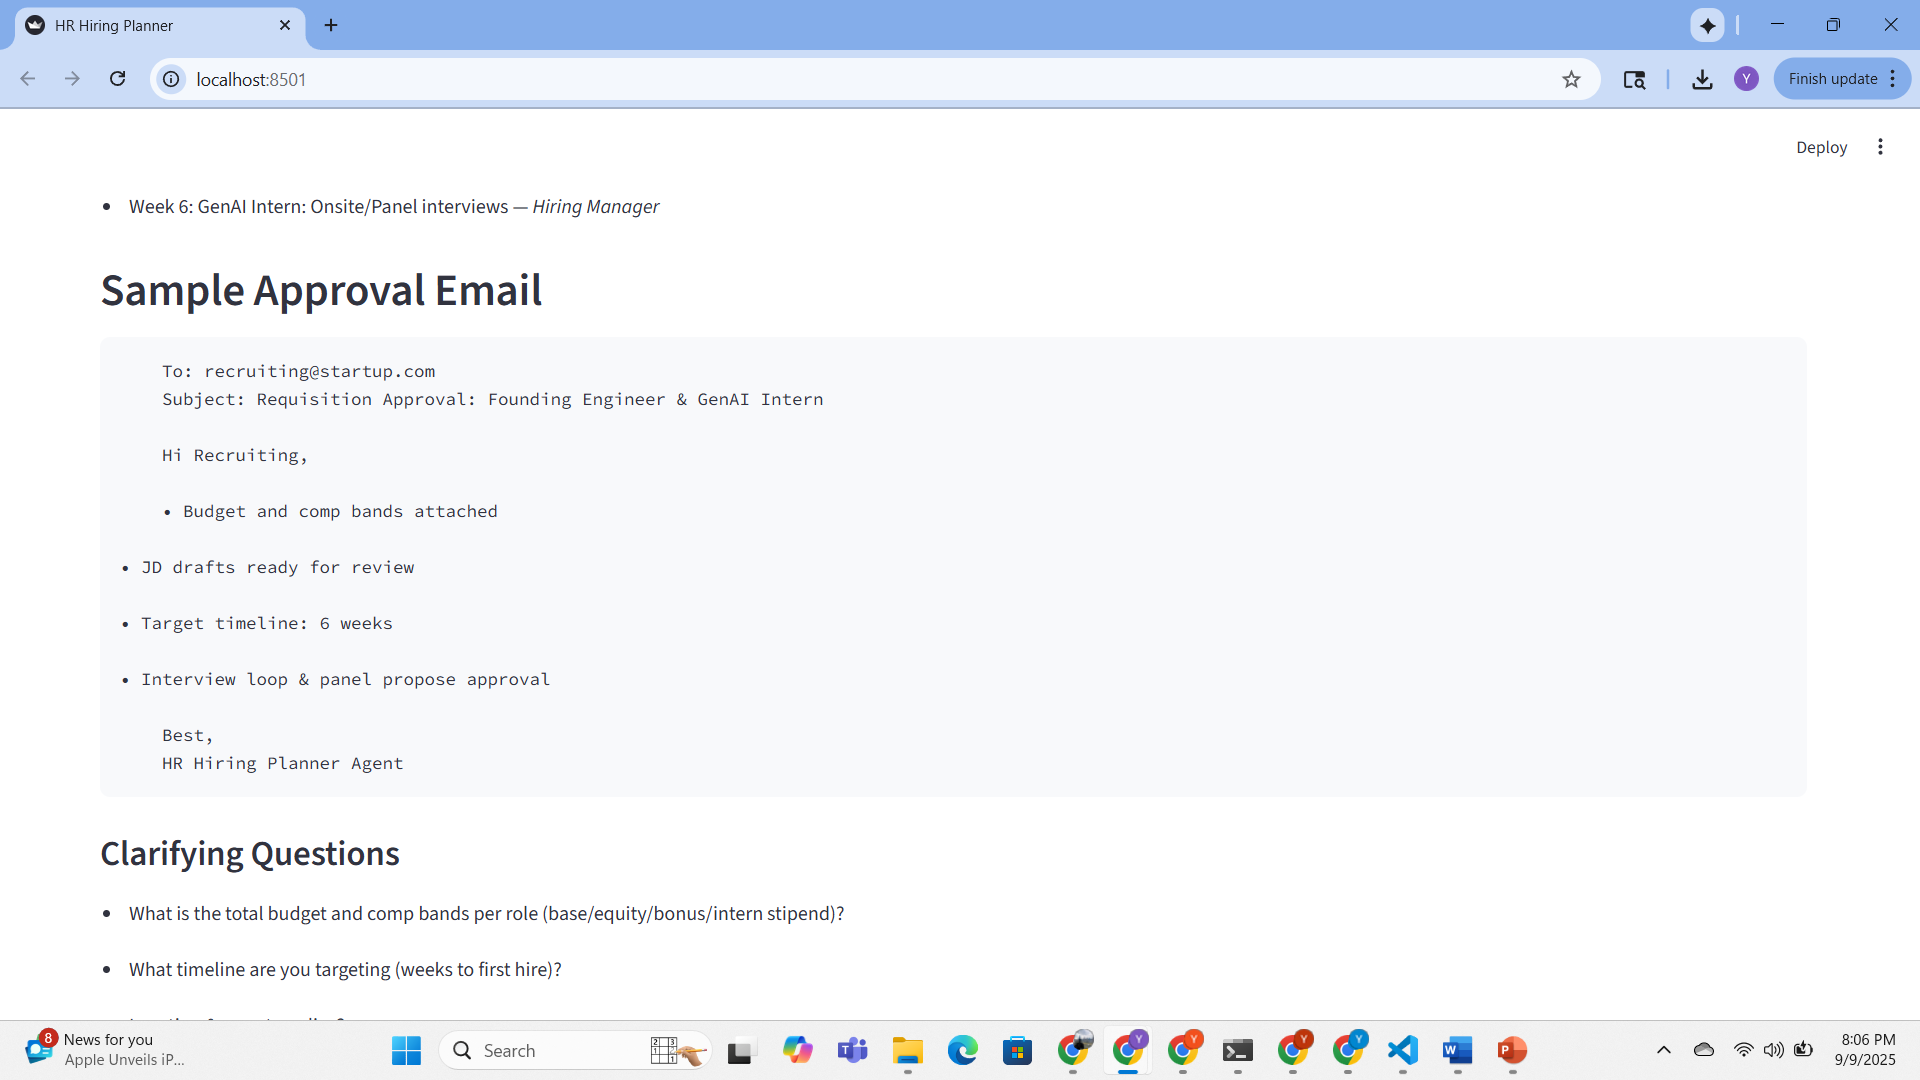 HR Hiring Planner
localhost:8501
Y
Finish update
Deploy
• Week 6: GenAI Intern: Onsite/Panel interviews — Hiring Manager
Sample Approval Email
To: recruiting@startup.com
Subject: Requisition Approval: Founding Engineer & GenAI Intern
Hi Recruiting,
• Budget and comp bands attached
• JD drafts ready for review
• Target timeline: 6 weeks
• Interview loop & panel propose approval
Best,
HR Hiring Planner Agent
Clarifying Questions
• What is the total budget and comp bands per role (base/equity/bonus/intern stipend)?
• What timeline are you targeting (weeks to first hire)?
8
News for you
Apple Unveils iP...
Search
8:06 PM
9/9/2025